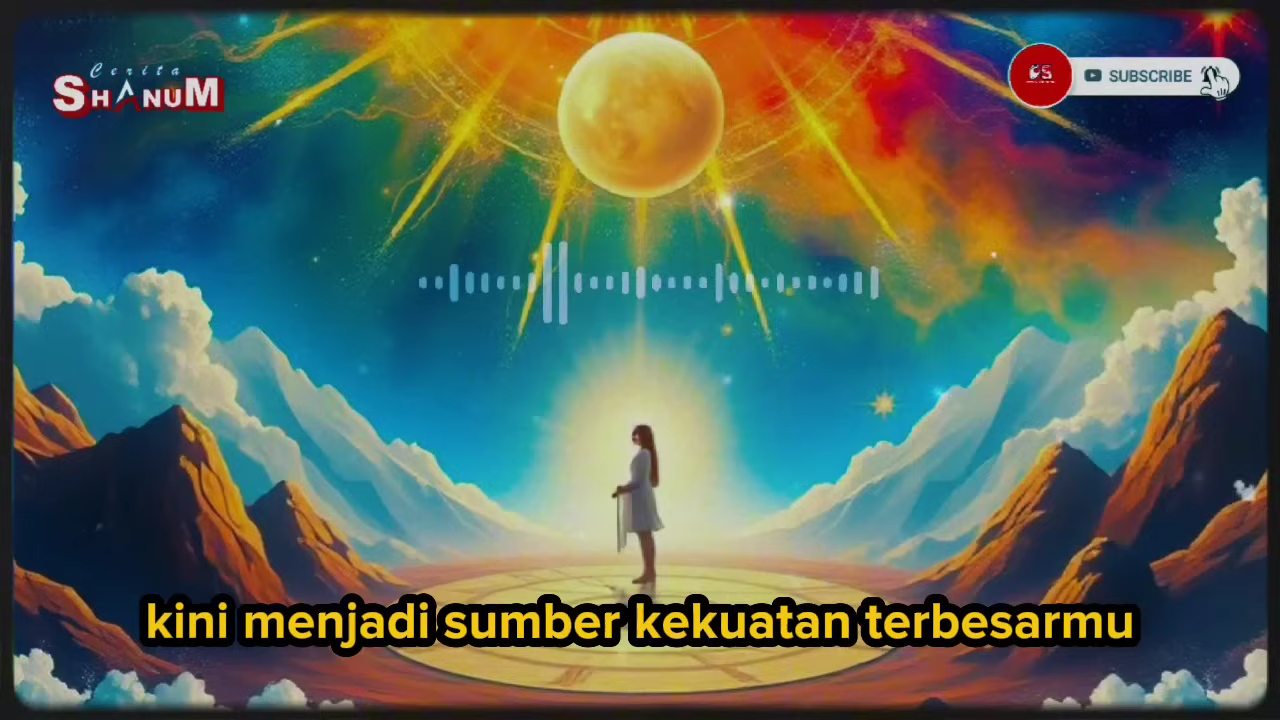 Cerita
SHANUM
CS
SUBSCRIBE
kini menjadi sumber kekuatan terbesarmu